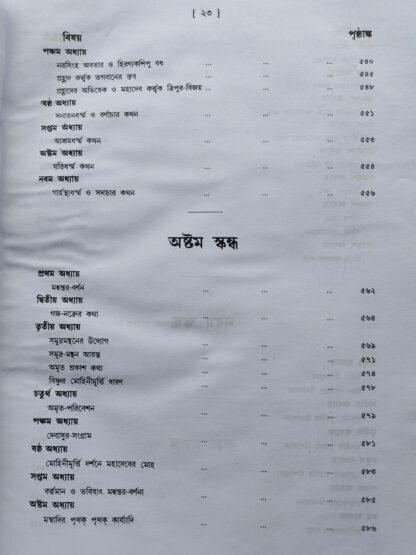 [ ২৩ ]
বিষয় পৃষ্ঠাঙ্ক
পঞ্চম অধ্যায়
নরসিংহ অবতার ও হিরণ্যকশিপু বধ ... ... ... ৫৪০
প্রহ্লাদ কর্ত্তৃক ভগবানের স্তব ... ... ... ৫৪৫
প্রহ্লাদের অভিষেক ও মহাদেব কর্ত্তৃক ত্রিপুর-বিজয় ... ... ... ৫৪৮
ষষ্ঠ অধ্যায়
সনাতনধর্ম্ম ও বর্ণাচার কথন ... ... ... ৫৫১
সপ্তম অধ্যায়
আশ্রমধর্ম্ম কথন ... ... ... ৫৫৩
অষ্টম অধ্যায়
যতিধর্ম্ম কথন ... ... ... ৫৫৪
নবম অধ্যায়
গার্হস্থ্যধর্ম্ম ও সদাচার কথন ... ... ... ৫৫৬
অষ্টম স্কন্ধ
প্রথম অধ্যায়
মন্বন্তর-বর্ণন ... ... ... ৫৬২
দ্বিতীয় অধ্যায়
গজ-নক্রের কথা ... ... ... ৫৬৪
তৃতীয় অধ্যায়
সমুদ্রমন্থনের উদ্যোগ ... ... ... ৫৬৯
সমুদ্র-মন্থন আরম্ভ ... ... ... ৫৭১
অমৃত প্রকাশ কথা ... ... ... ৫৭৪
বিষ্ণুর মোহিনীমূর্ত্তি ধারণ ... ... ... ৫৭৮
চতুর্থ অধ্যায়
অমৃত-পরিবেশন ... ... ... ৫৭৯
পঞ্চম অধ্যায়
দেবাসুর-সংগ্রাম ... ... ... ৫৮১
ষষ্ঠ অধ্যায়
মোহিনীমূর্ত্তি দর্শনে মহাদেবের মোহ ... ... ... ৫৮৩
সপ্তম অধ্যায়
বর্ত্তমান ও ভবিষ্যৎ মন্বন্তর-বর্ণনা ... ... ... ৫৮৫
অষ্টম অধ্যায়
মন্বাদির পৃথক্ পৃথক্ কার্য্যাদি ... ... ... ৫৮৬